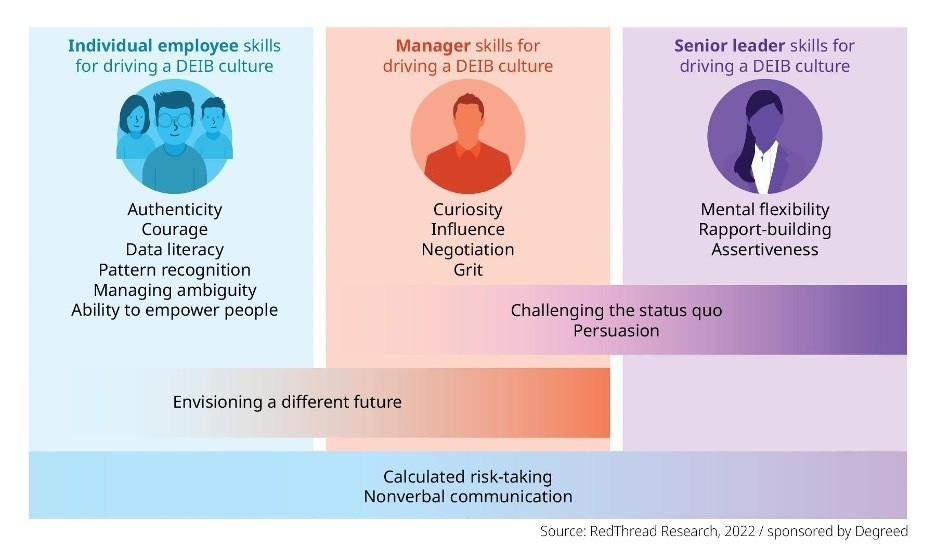 Individual employee skills
for driving a DEIB culture
Authenticity
Courage
Data literacy
Pattern recognition
Managing ambiguity
Ability to empower people
Manager skills for
driving a DEIB culture
Curiosity
Influence
Negotiation
Grit
Senior leader skills for
driving a DEIB culture
Mental flexibility
Rapport-building
Assertiveness
Challenging the status quo
Persuasion
Envisioning a different future
Calculated risk-taking
Nonverbal communication
Source: RedThread Research, 2022 / sponsored by Degreed